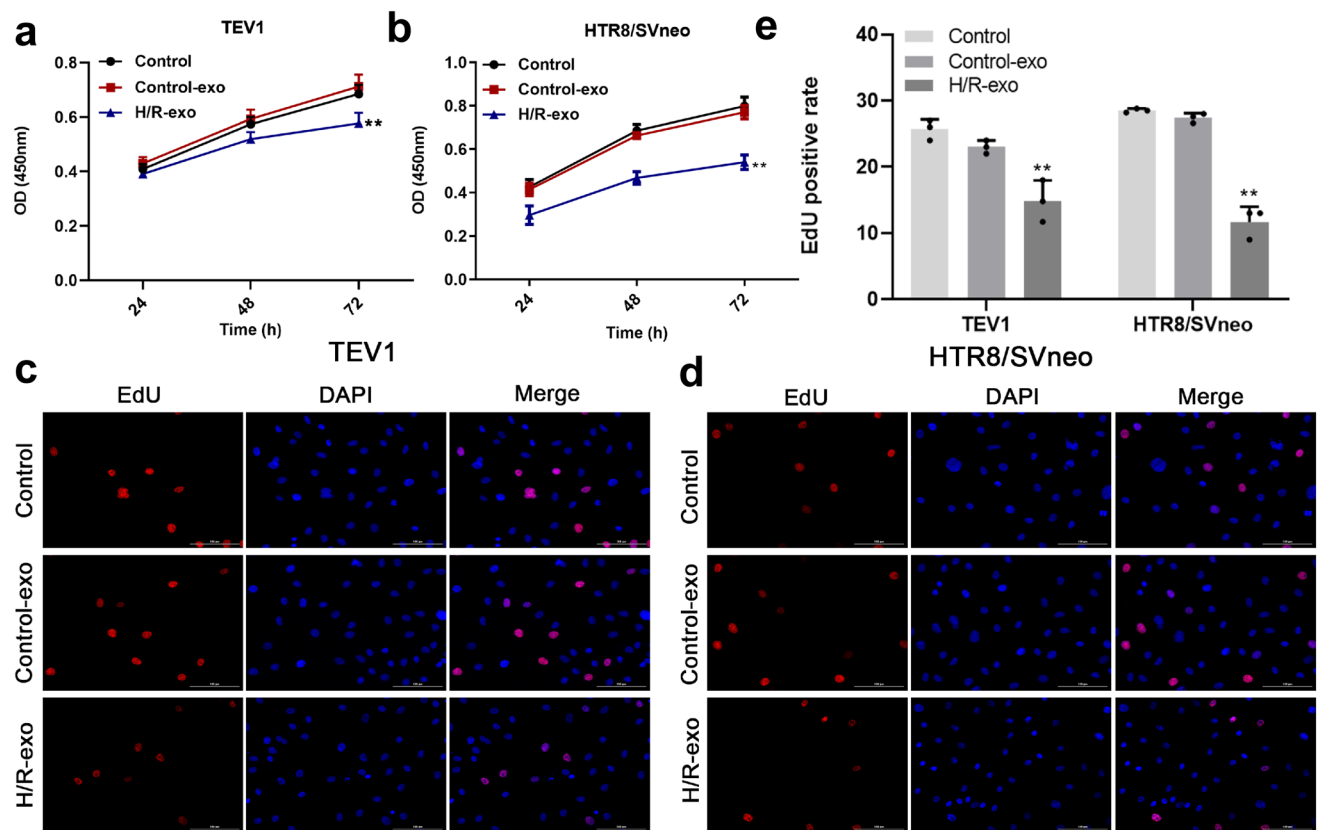 a
TEV1
Control
Control-exo
H/R-exo
OD (450nm)
0.8
0.6
0.4
0.2
0.0
**
24
48
72
Time (h)
b
HTR8/SVneo
Control
Control-exo
H/R-exo
OD (450nm)
1.0
0.8
0.6
0.4
0.2
0.0
**
24
48
72
Time (h)
e
Control
Control-exo
H/R-exo
EdU positive rate
40
30
20
10
0
**
**
TEV1
HTR8/SVneo
c
TEV1
EdU
DAPI
Merge
Control
Control-exo
H/R-exo
d
HTR8/SVneo
EdU
DAPI
Merge
Control
Control-exo
H/R-exo